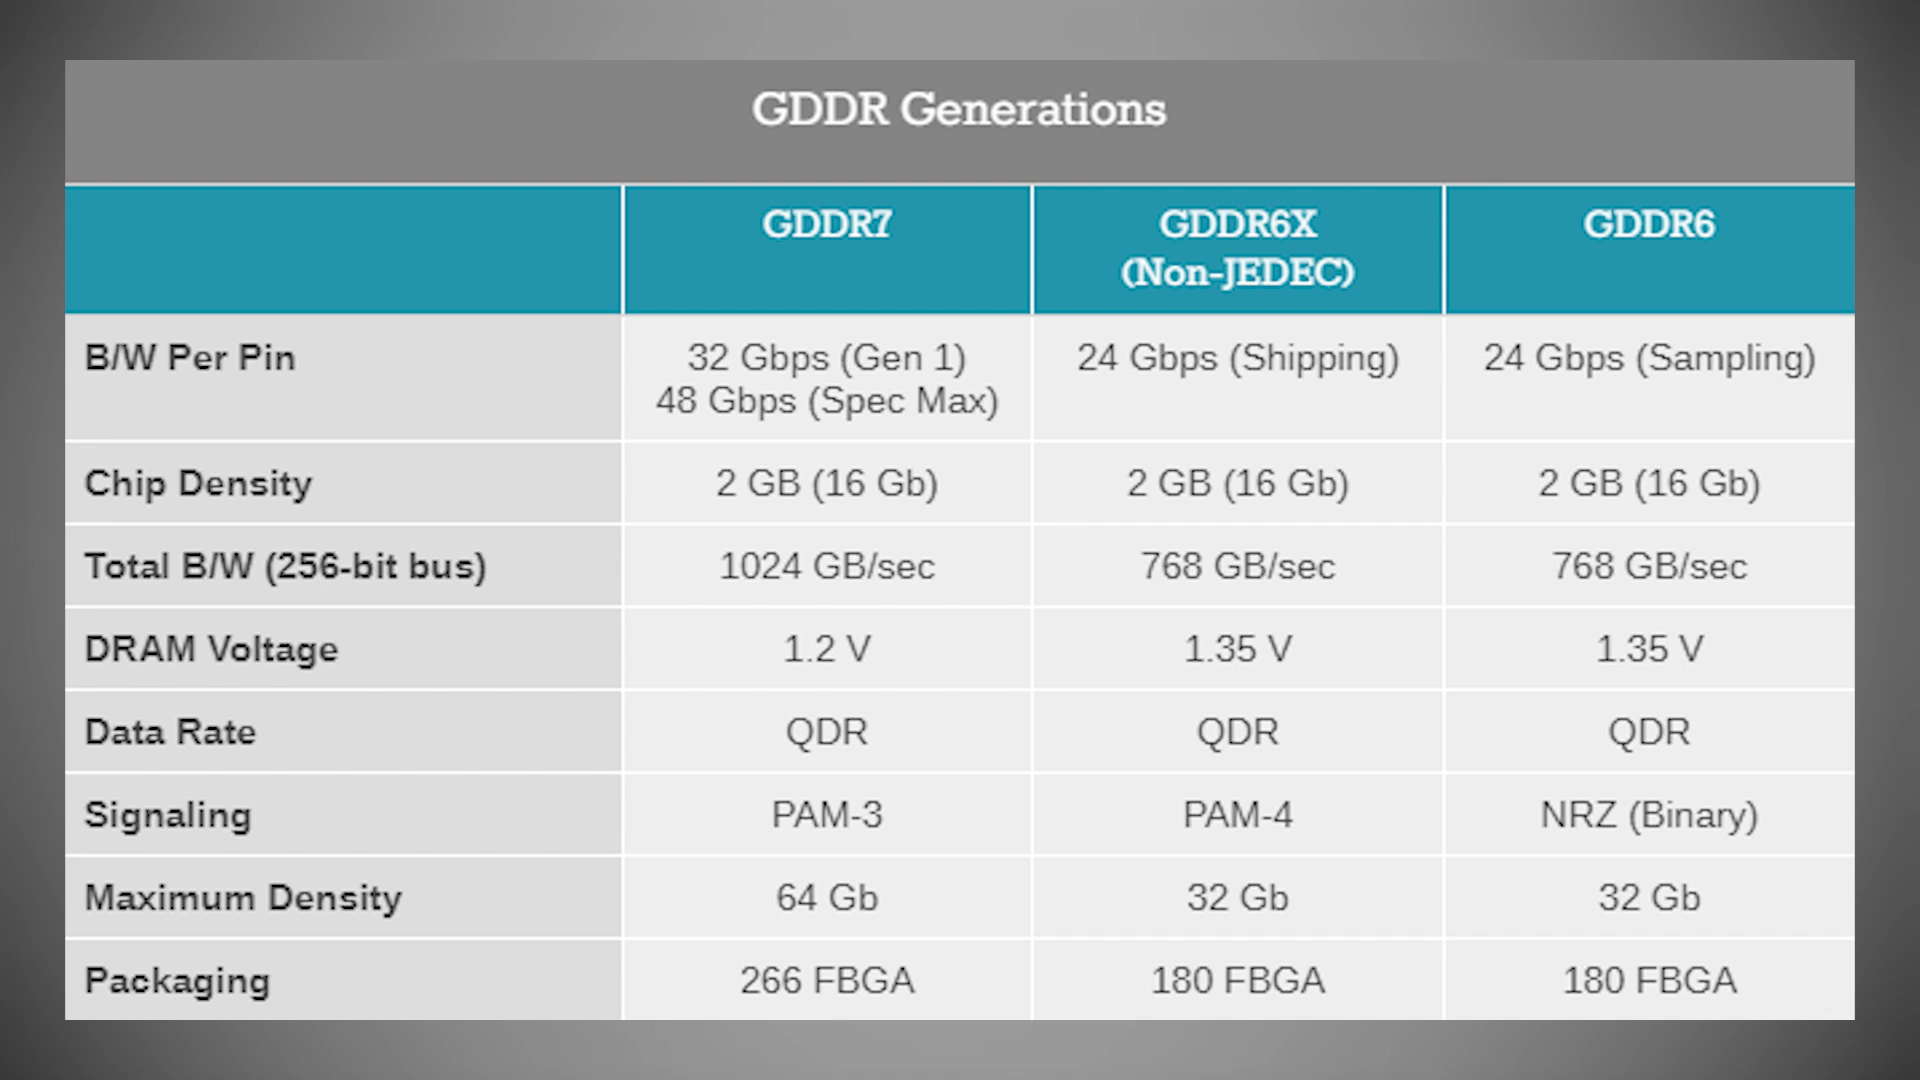 GDDR Generations
GDDR7
GDDR6X
(Non-JEDEC)
GDDR6
B/W Per Pin
32 Gbps (Gen 1)
48 Gbps (Spec Max)
24 Gbps (Shipping)
24 Gbps (Sampling)
Chip Density
2 GB (16 Gb)
2 GB (16 Gb)
2 GB (16 Gb)
Total B/W (256-bit bus)
1024 GB/sec
768 GB/sec
768 GB/sec
DRAM Voltage
1.2 V
1.35 V
1.35 V
Data Rate
QDR
QDR
QDR
Signaling
PAM-3
PAM-4
NRZ (Binary)
Maximum Density
64 Gb
32 Gb
32 Gb
Packaging
266 FBGA
180 FBGA
180 FBGA